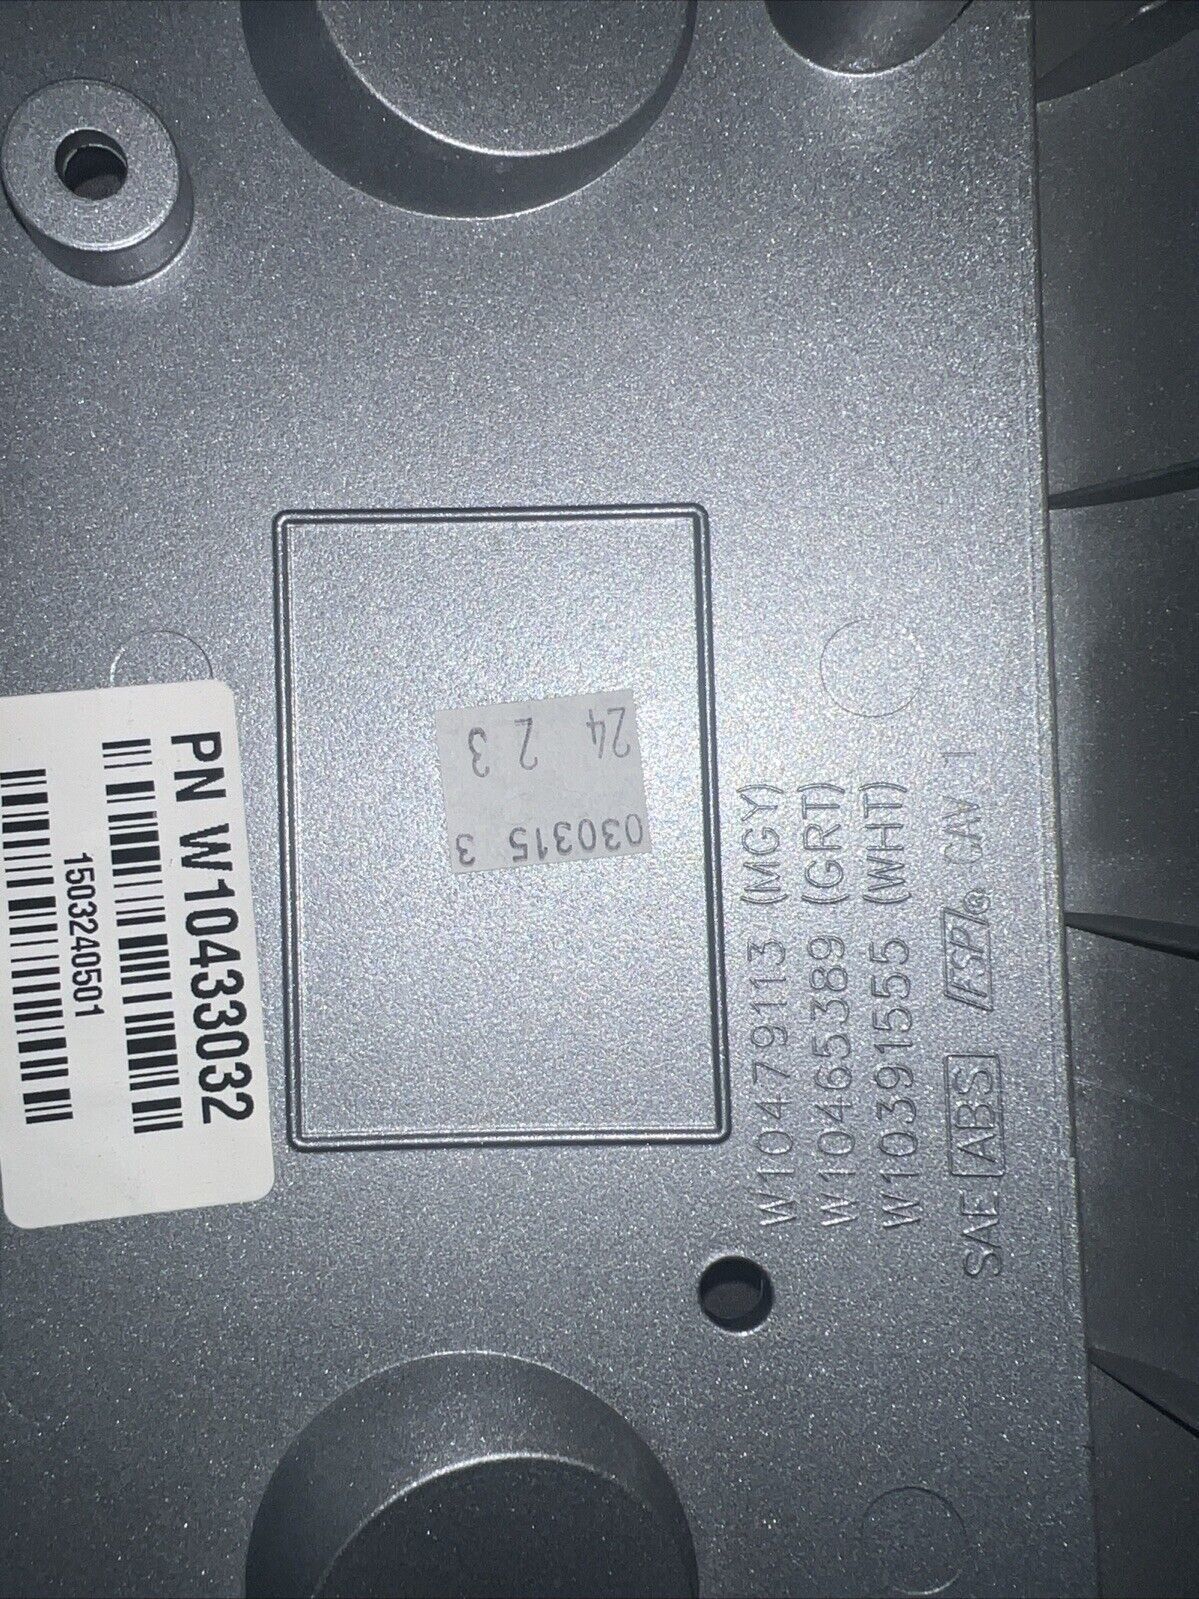 PN W10433032
1503240501
030315 3
24 2 3
W10479113 (MGY)
W10465389 (GRT)
W10391555 (WHT)
SAE ABS FSP® CAV 1